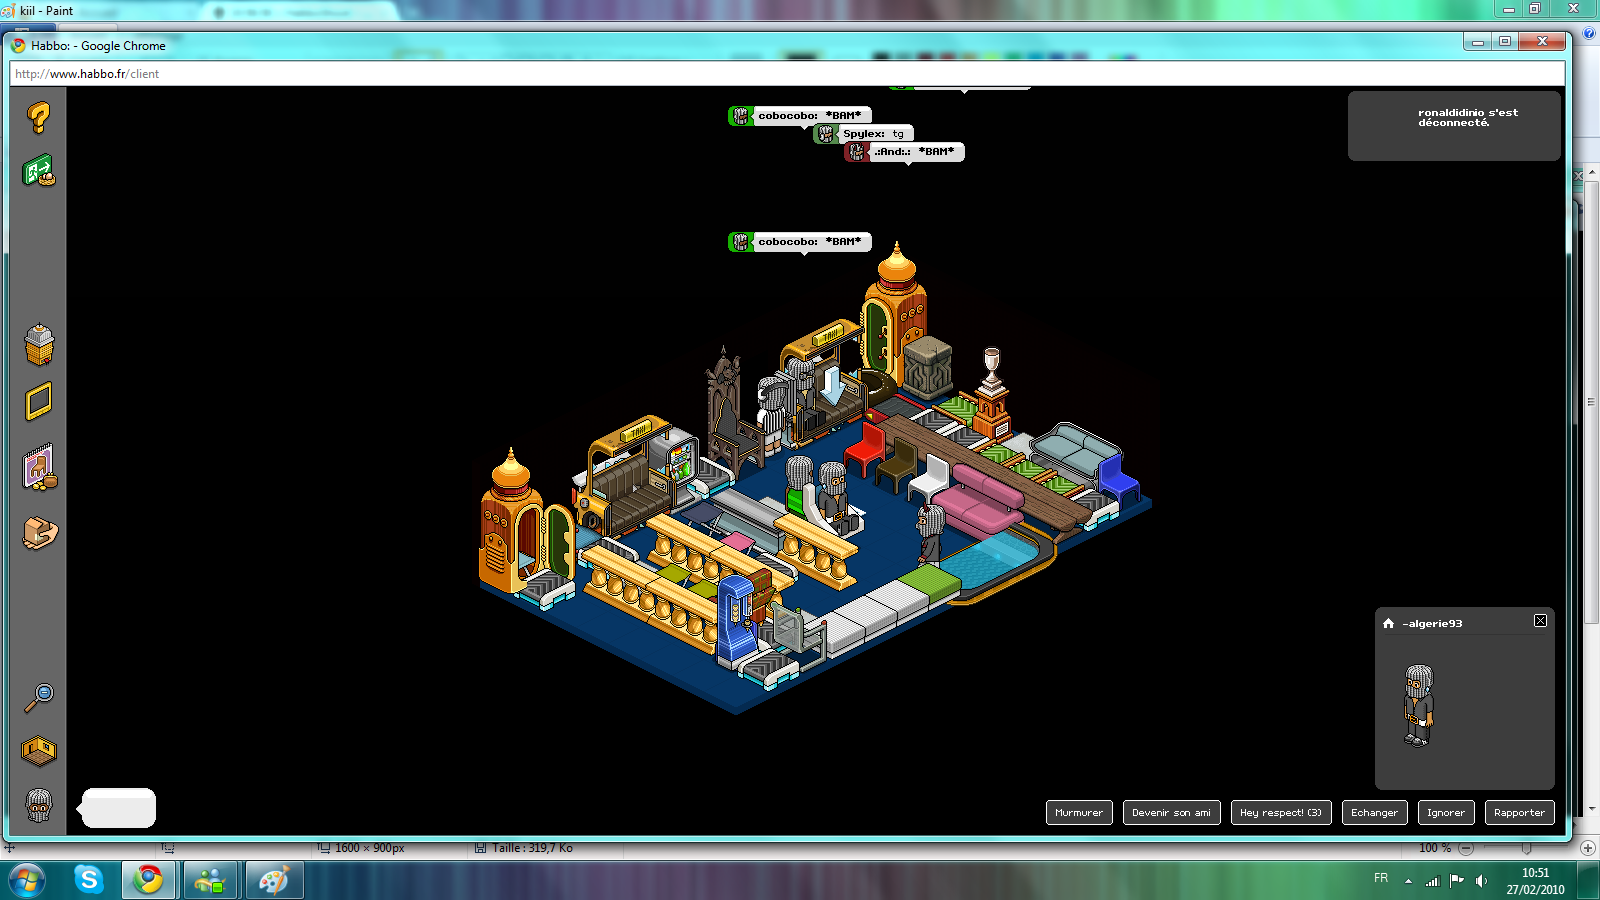 kiil - Paint
Habbo: - Google Chrome
http://www.habbo.fr/client
cobocobo: *BAM*
Spylex: tg
.:And:.: *BAM*
cobocobo: *BAM*
ronaldidinio s'est
déconnecté.
TAXI
TAXI
-algerie93
Murmurer
Devenir son ami
Hey respect! (3)
Echanger
Ignorer
Rapporter
1600 × 900px
Taille : 319,7 Ko
100 %
FR
10:51
27/02/2010